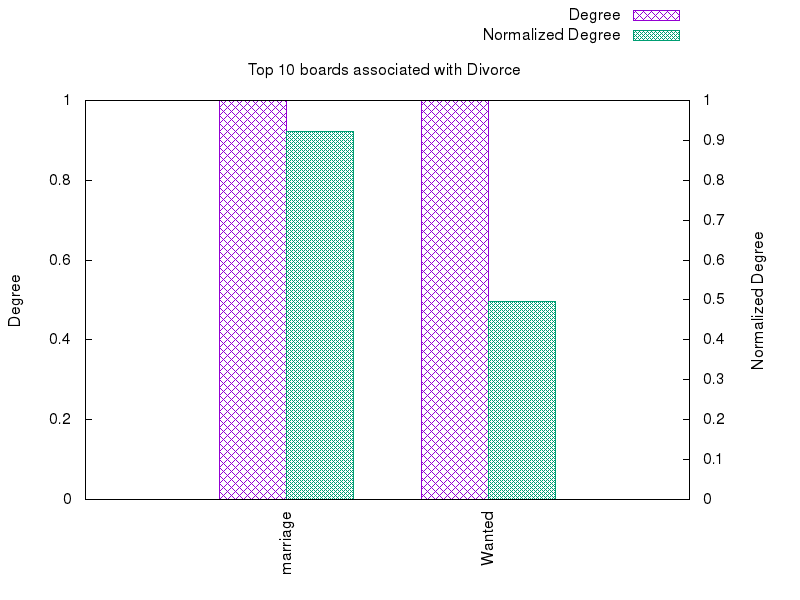 Degree
Normalized Degree
Top 10 boards associated with Divorce
1
0.8
0.6
0.4
0.2
0
Degree
1
0.9
0.8
0.7
0.6
0.5
0.4
0.3
0.2
0.1
0
Normalized Degree
marriage
Wanted